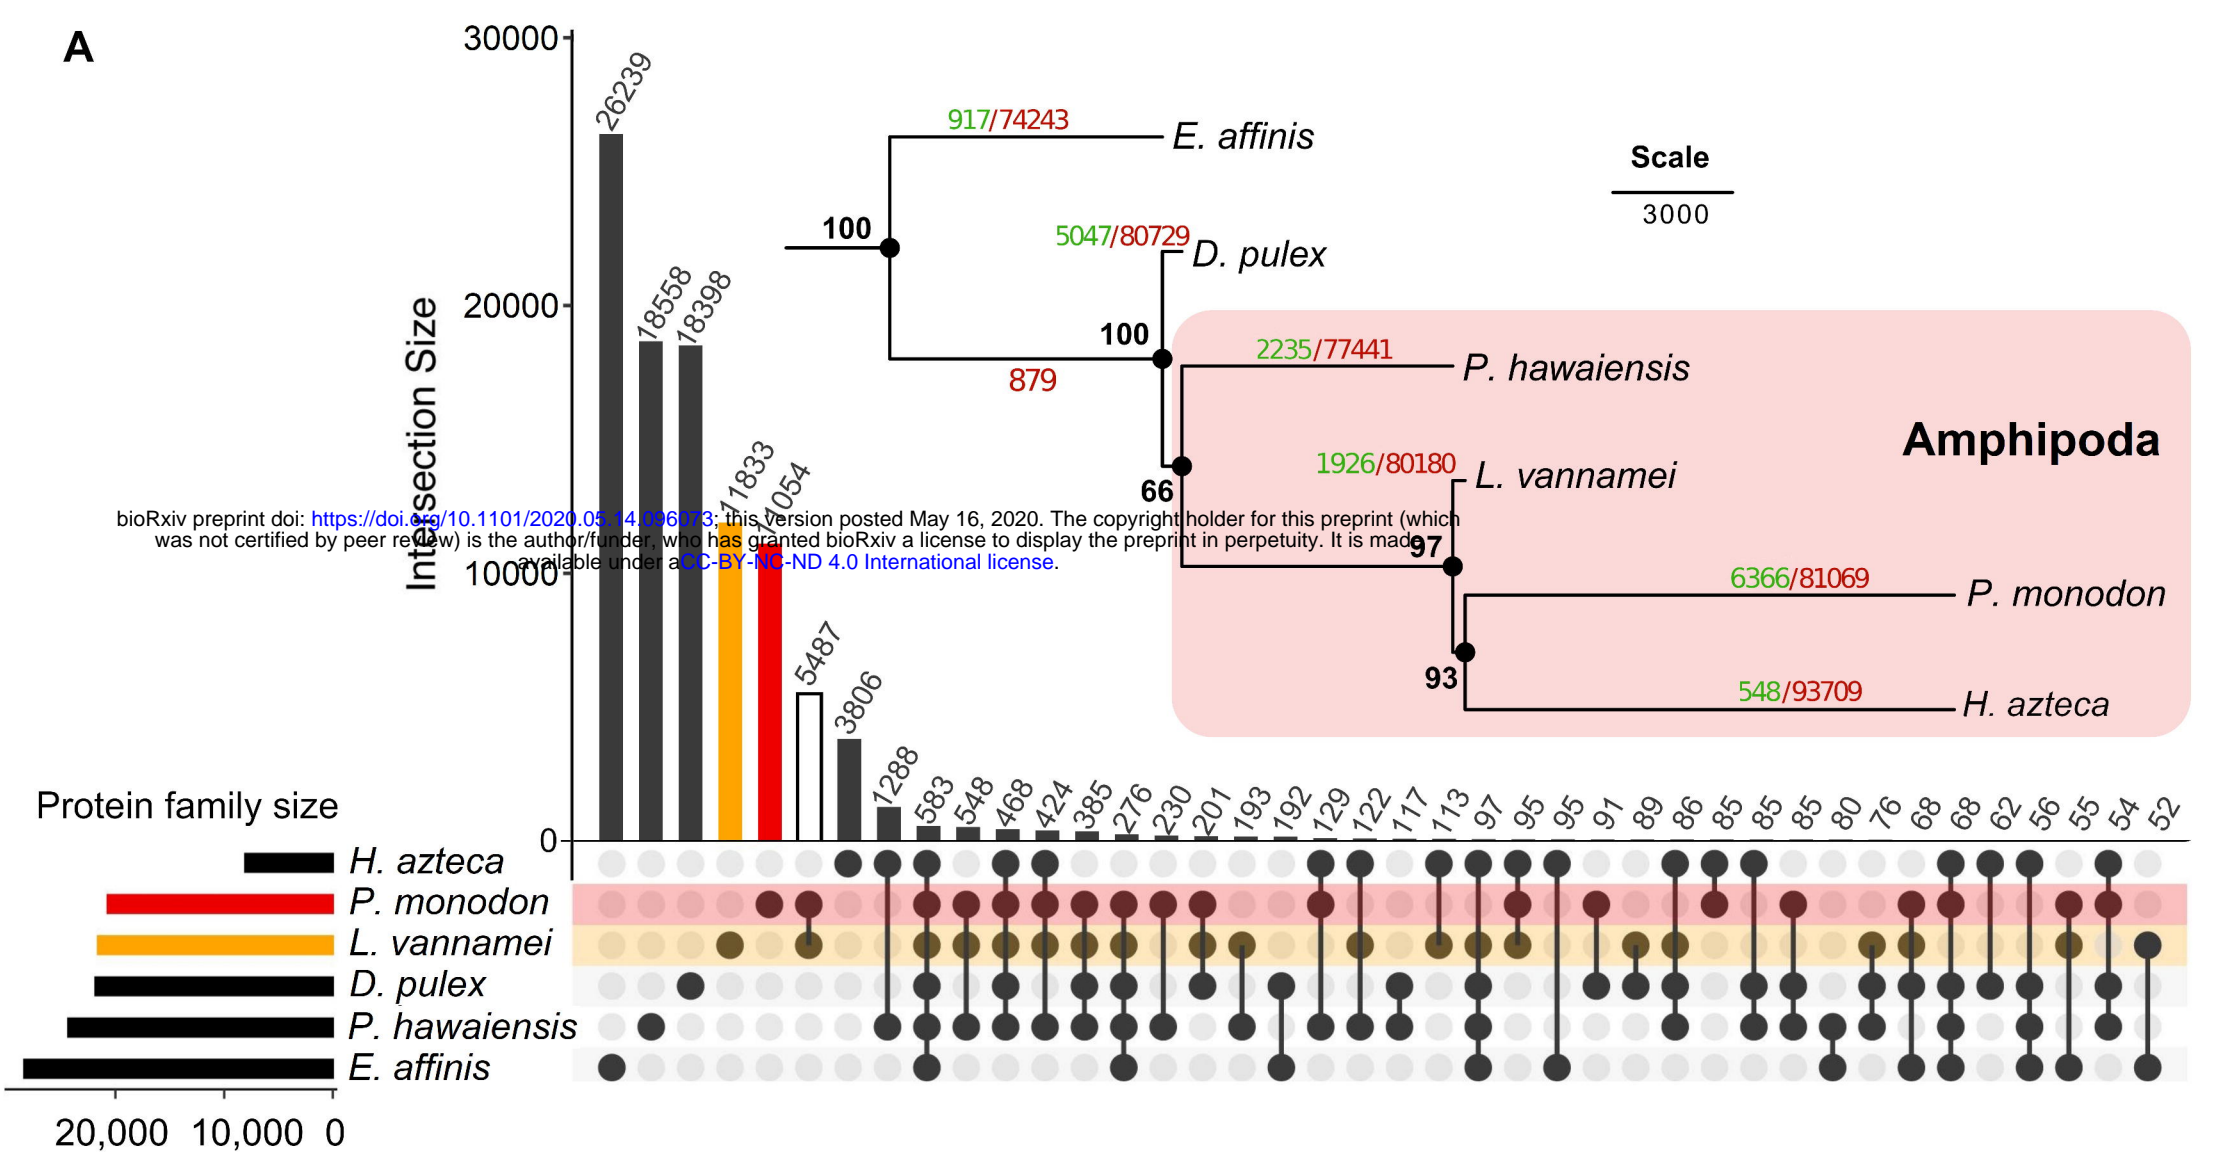 A
30000
20000
10000
0
Intersection Size
26239
18558
18398
11833
11054
5487
3806
1288
583
548
468
424
385
276
230
201
193
192
129
122
117
113
97
95
95
91
89
86
85
85
85
80
76
68
68
62
56
55
54
52
917/74243
E. affinis
100
5047/80729
D. pulex
100
879
2235/77441
P. hawaiensis
66
1926/80180
L. vannamei
97
6366/81069
P. monodon
93
548/93709
H. azteca
Scale
3000
Amphipoda
bioRxiv preprint doi: https://doi.org/10.1101/2020.05.14.096073; this version posted May 16, 2020. The copyright holder for this preprint (which
was not certified by peer review) is the author/funder, who has granted bioRxiv a license to display the preprint in perpetuity. It is made
available under aCC-BY-NC-ND 4.0 International license.
Protein family size
H. azteca
P. monodon
L. vannamei
D. pulex
P. hawaiensis
E. affinis
20,000 10,000 0